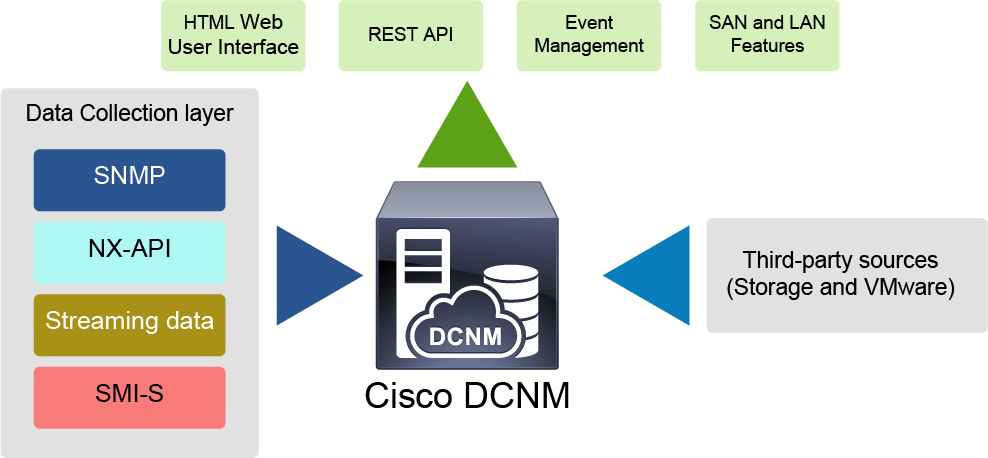 HTML Web
User Interface
REST API
Event
Management
SAN and LAN
Features
Data Collection layer
SNMP
NX-API
Streaming data
SMI-S
DCNM
Cisco DCNM
Third-party sources
(Storage and VMware)